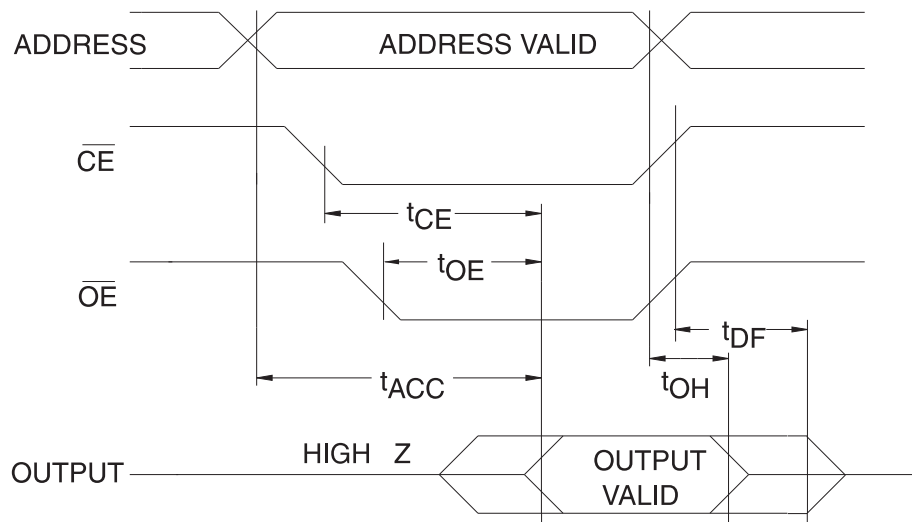 ADDRESS ADDRESS VALID
CE
tCE
tOE
OE
tDF
tACC tOH
HIGH Z
OUTPUT OUTPUT
VALID